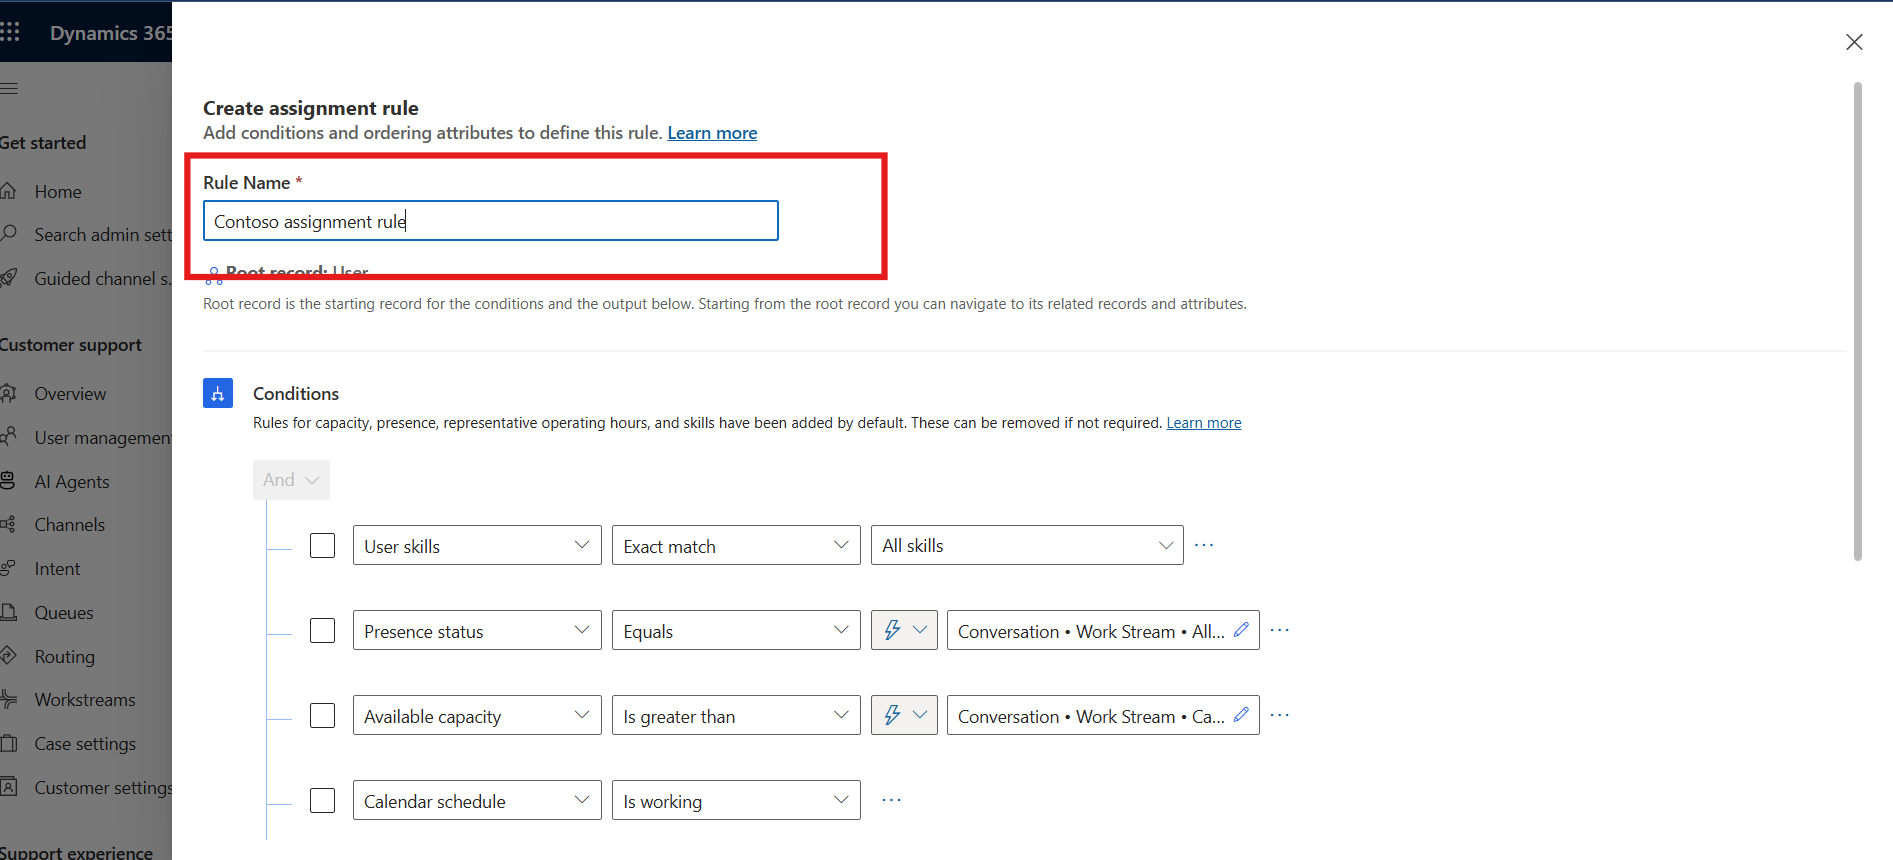 Dynamics 365
Get started
Home
Search admin sett
Guided channel s...
Customer support
Overview
User management
AI Agents
Channels
Intent
Queues
Routing
Workstreams
Case settings
Customer settings
Support experience
Create assignment rule
Add conditions and ordering attributes to define this rule. Learn more
Rule Name *
Contoso assignment rule
Root record: User
Root record is the starting record for the conditions and the output below. Starting from the root record you can navigate to its related records and attributes.
Conditions
Rules for capacity, presence, representative operating hours, and skills have been added by default. These can be removed if not required. Learn more
And
User skills Exact match All skills ...
Presence status Equals Conversation • Work Stream • All... ...
Available capacity Is greater than Conversation • Work Stream • Ca... ...
Calendar schedule Is working ...